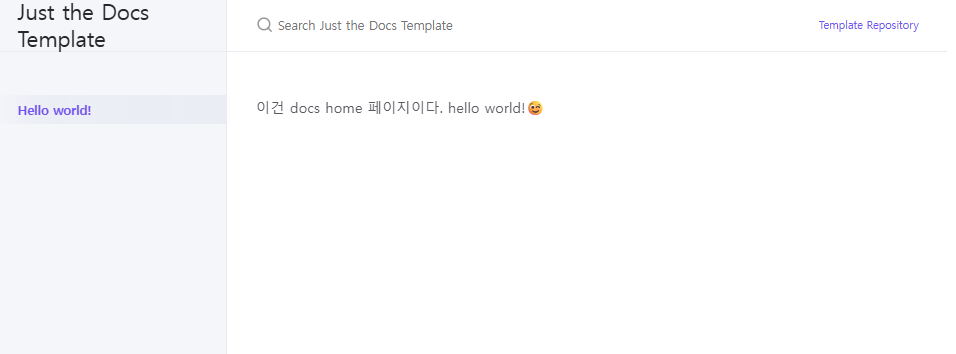 Just the Docs
Template
Search Just the Docs Template
Template Repository
Hello world!
이건 docs home 페이지이다. hello world!😉